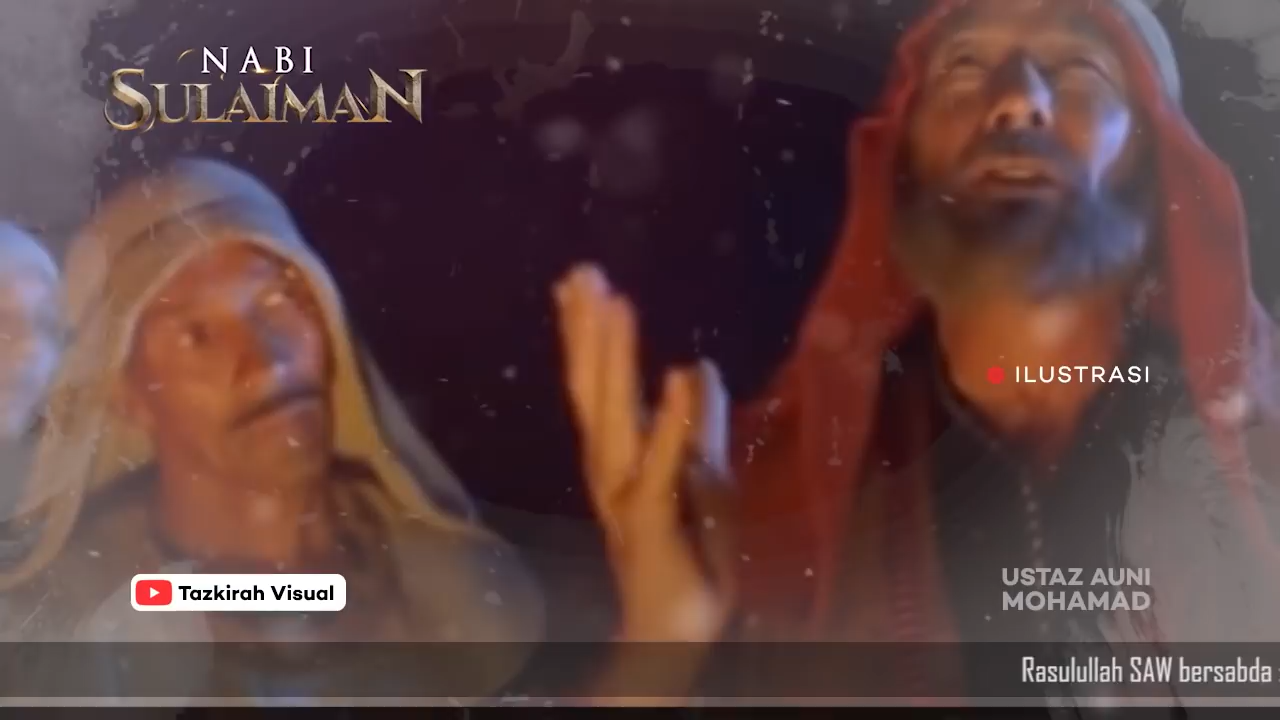 NABI
SULAIMAN
ILUSTRASI
Tazkirah Visual
USTAZ AUNI
MOHAMAD
Rasulullah SAW bersabda :